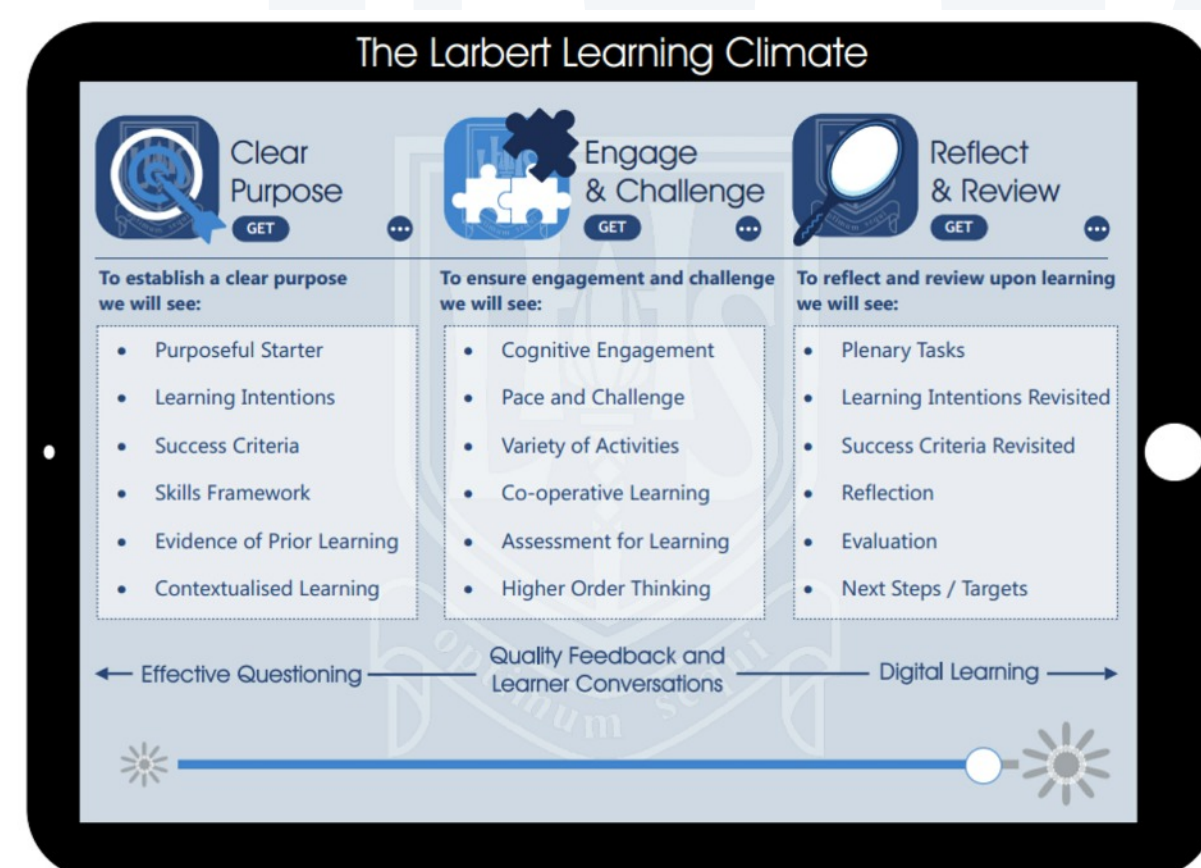 The Larbert Learning Climate
Clear
Purpose
GET
Engage
& Challenge
GET
Reflect
& Review
GET
To establish a clear purpose
we will see:
• Purposeful Starter
• Learning Intentions
• Success Criteria
• Skills Framework
• Evidence of Prior Learning
• Contextualised Learning
To ensure engagement and challenge
we will see:
• Cognitive Engagement
• Pace and Challenge
• Variety of Activities
• Co-operative Learning
• Assessment for Learning
• Higher Order Thinking
To reflect and review upon learning
we will see:
• Plenary Tasks
• Learning Intentions Revisited
• Success Criteria Revisited
• Reflection
• Evaluation
• Next Steps / Targets
Effective Questioning
Quality Feedback and
Learner Conversations
Digital Learning
LHS
optimum sequi